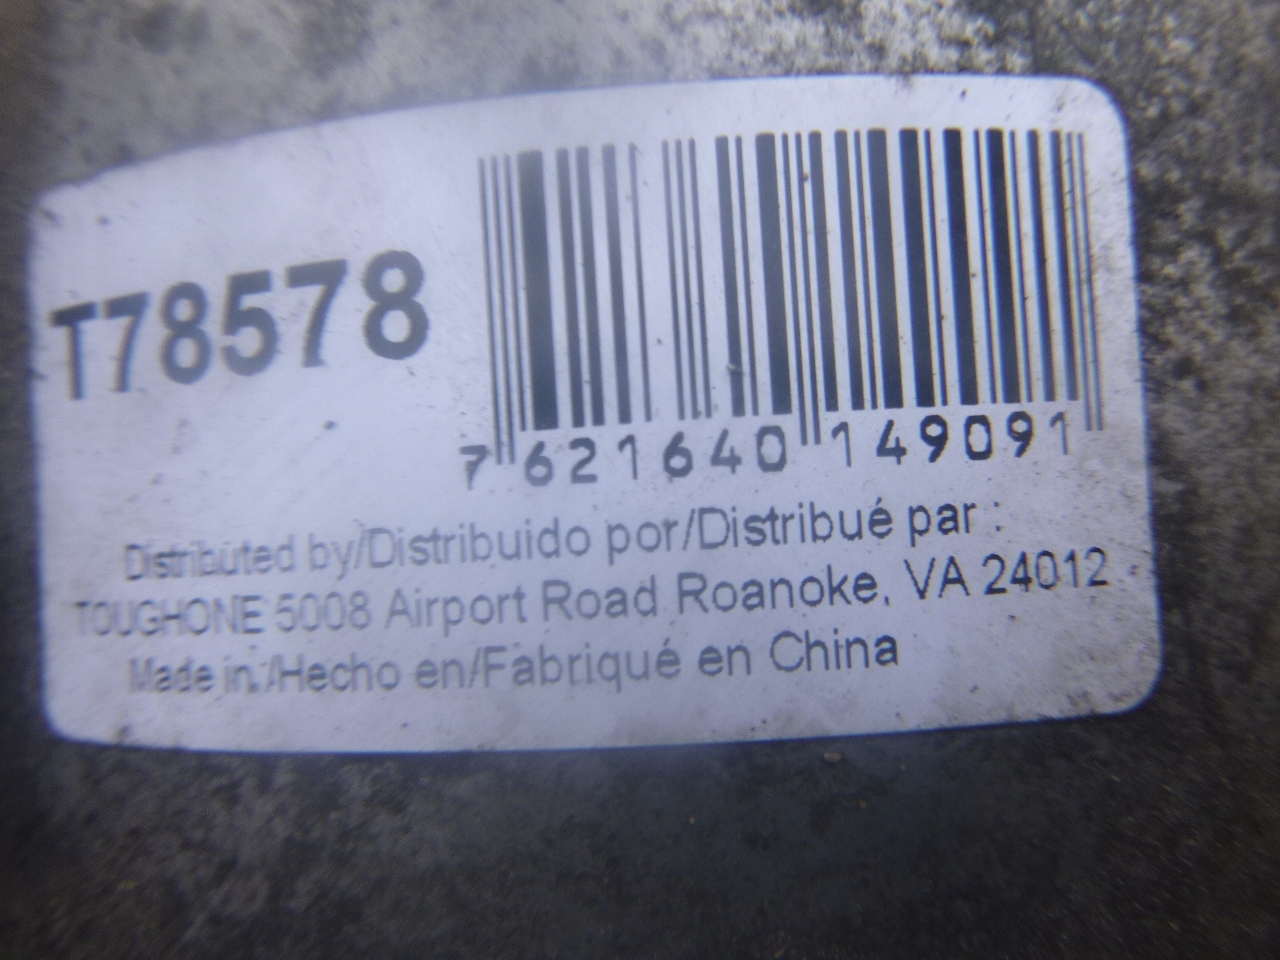 T78578
7 621640 149091
Distributed by/Distribuido por/Distribué par :
TOUGHONE 5008 Airport Road Roanoke, VA 24012
Made in:/Hecho en/Fabriqué en China